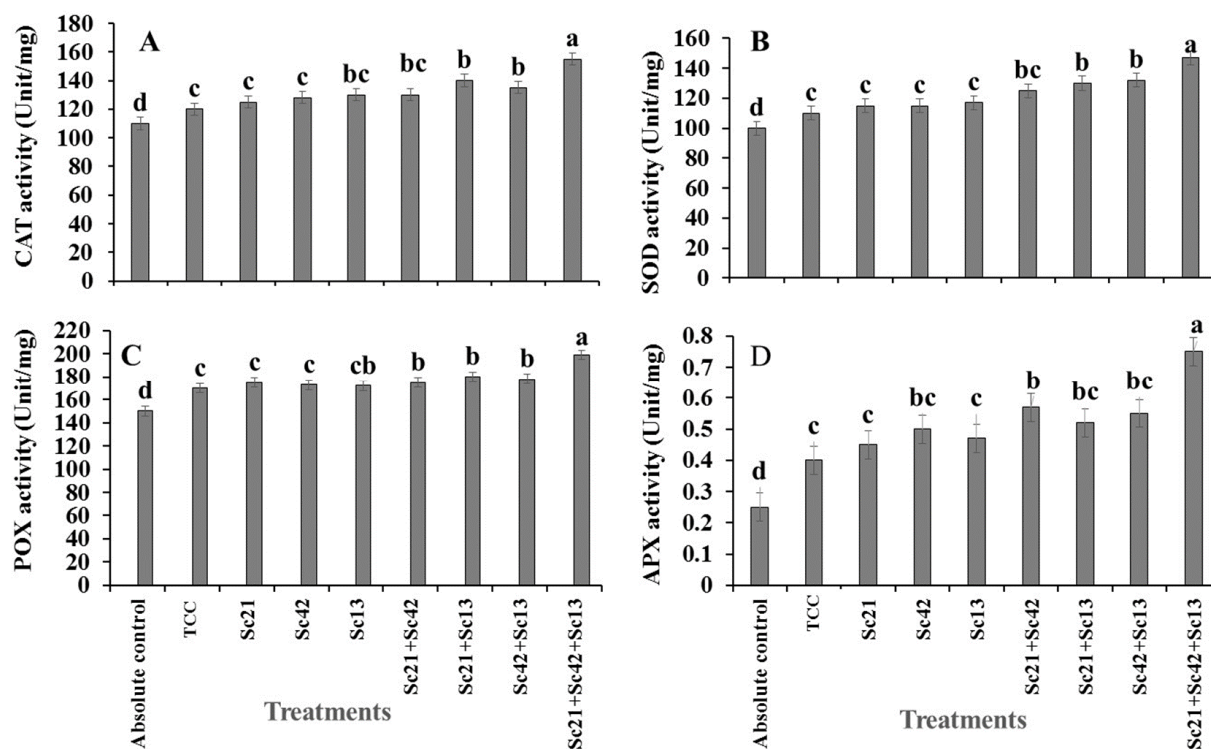 A
CAT activity (Unit/mg)
180
160
140
120
100
80
60
40
20
0
d
c
c
c
bc
bc
b
b
a
B
SOD activity (Unit/mg)
160
140
120
100
80
60
40
20
0
d
c
c
c
c
bc
b
b
a
C
POX activity (Unit/mg)
220
200
180
160
140
120
100
80
60
40
20
0
d
c
c
c
cb
b
b
b
a
Absolute control
TCC
Sc21
Sc42
Sc13
Sc21+Sc42
Sc21+Sc13
Sc42+Sc13
Sc21+Sc42+Sc13
Treatments
D
APX activity (Unit/mg)
0.8
0.7
0.6
0.5
0.4
0.3
0.2
0.1
0
d
c
c
bc
c
b
bc
bc
a
Absolute control
TCC
Sc21
Sc42
Sc13
Sc21+Sc42
Sc21+Sc13
Sc42+Sc13
Sc21+Sc42+Sc13
Treatments